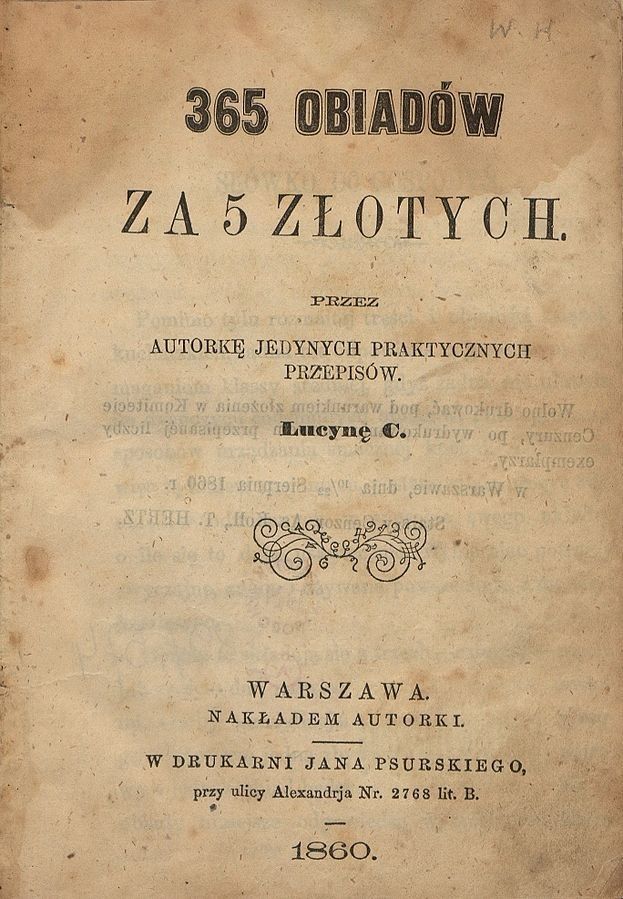 W. H
365 OBIADÓW
ZA 5 ZŁOTYCH.
PRZEZ
AUTORKĘ JEDYNYCH PRAKTYCZNYCH
PRZEPISÓW.
Lucynę C.
Wolno drukować, pod warunkiem złożenia w Komitecie
Cenzury, po wydrukowaniu przepisanéj liczby
exemplarzy.
w Warszawie, dnia 10/22 Sierpnia 1860 r.
WARSZAWA.
NAKŁADEM AUTORKI.
W DRUKARNI JANA PSURSKIEGO,
przy ulicy Alexandrja Nr. 2768 lit. B.
1860.